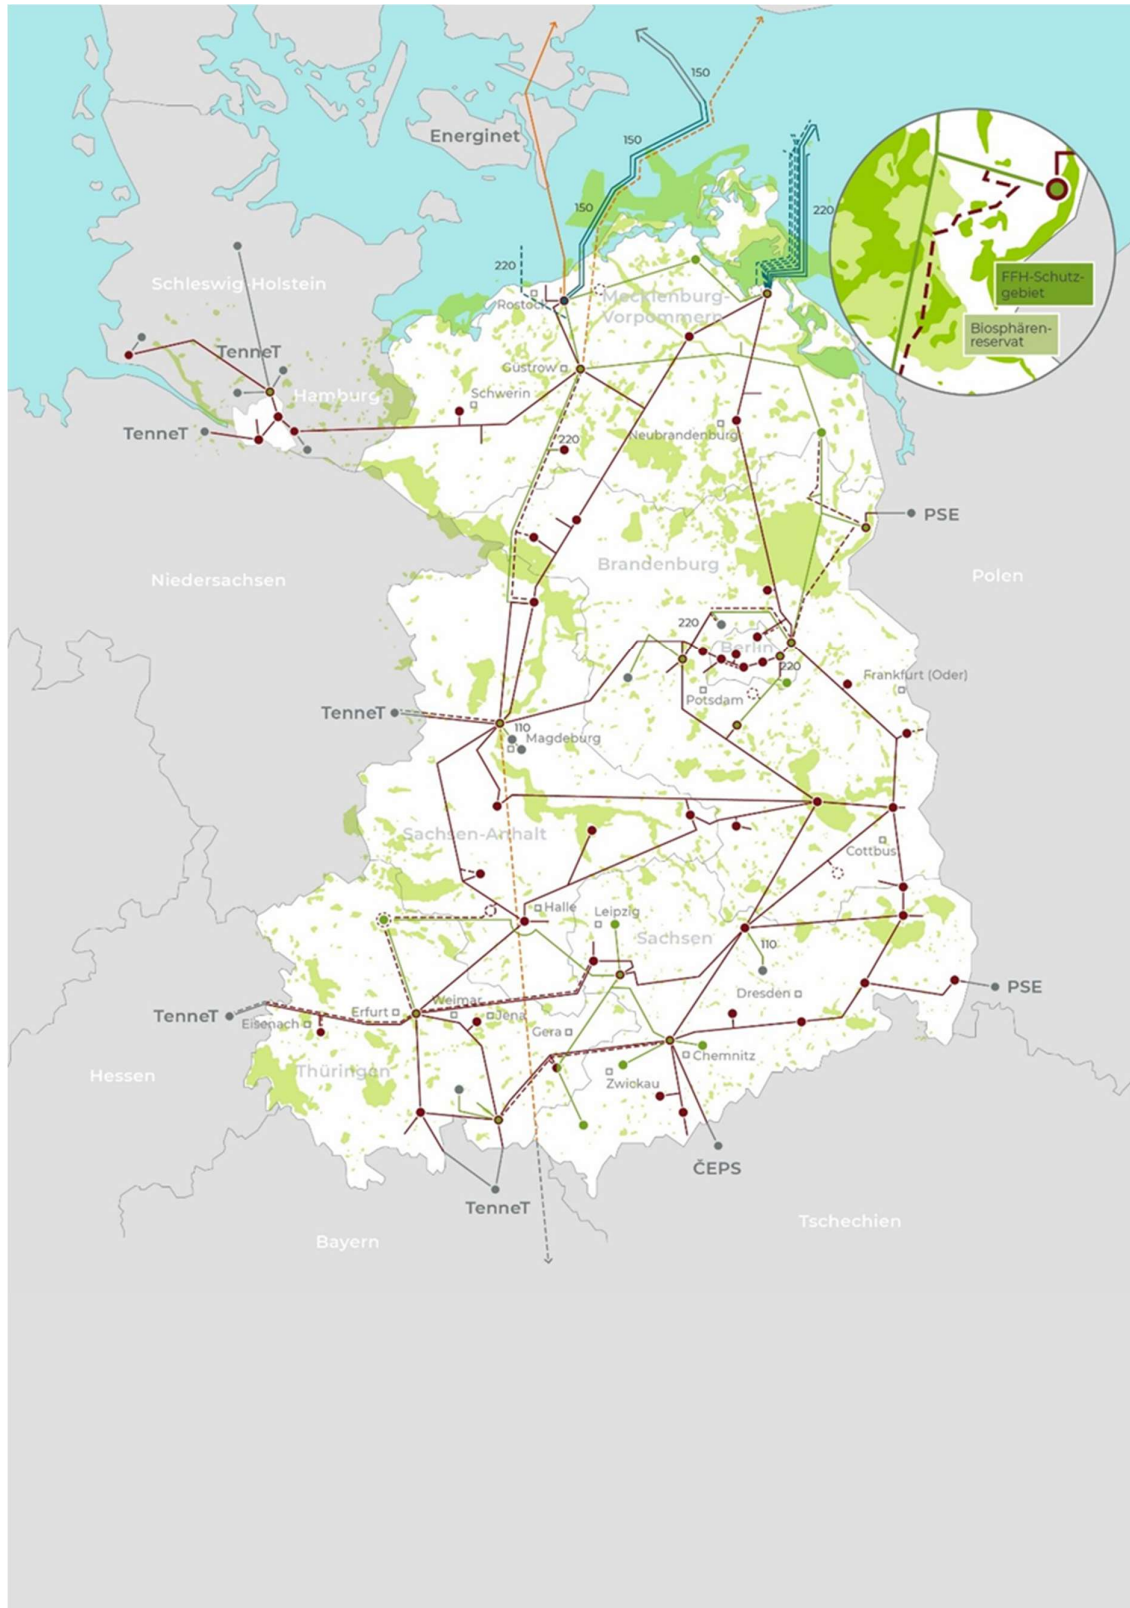 150
Energinet
150
150
220
220
FFH-Schutz-
gebiet
Schleswig-Holstein
Rostock
Mecklenburg-
Vorpommern
Biosphären-
reservat
TenneT
Güstrow
Hamburg
Schwerin
TenneT
220
Neubrandenburg
PSE
Brandenburg
Niedersachsen
Polen
220
Berlin
220
Frankfurt (Oder)
Potsdam
TenneT
110
Magdeburg
Sachsen-Anhalt
Cottbus
Halle
Leipzig
Sachsen
110
PSE
Dresden
Weimar
TenneT
Eisenach
Erfurt
Jena
Gera
Chemnitz
Hessen
Thüringen
Zwickau
ČEPS
TenneT
Tschechien
Bayern